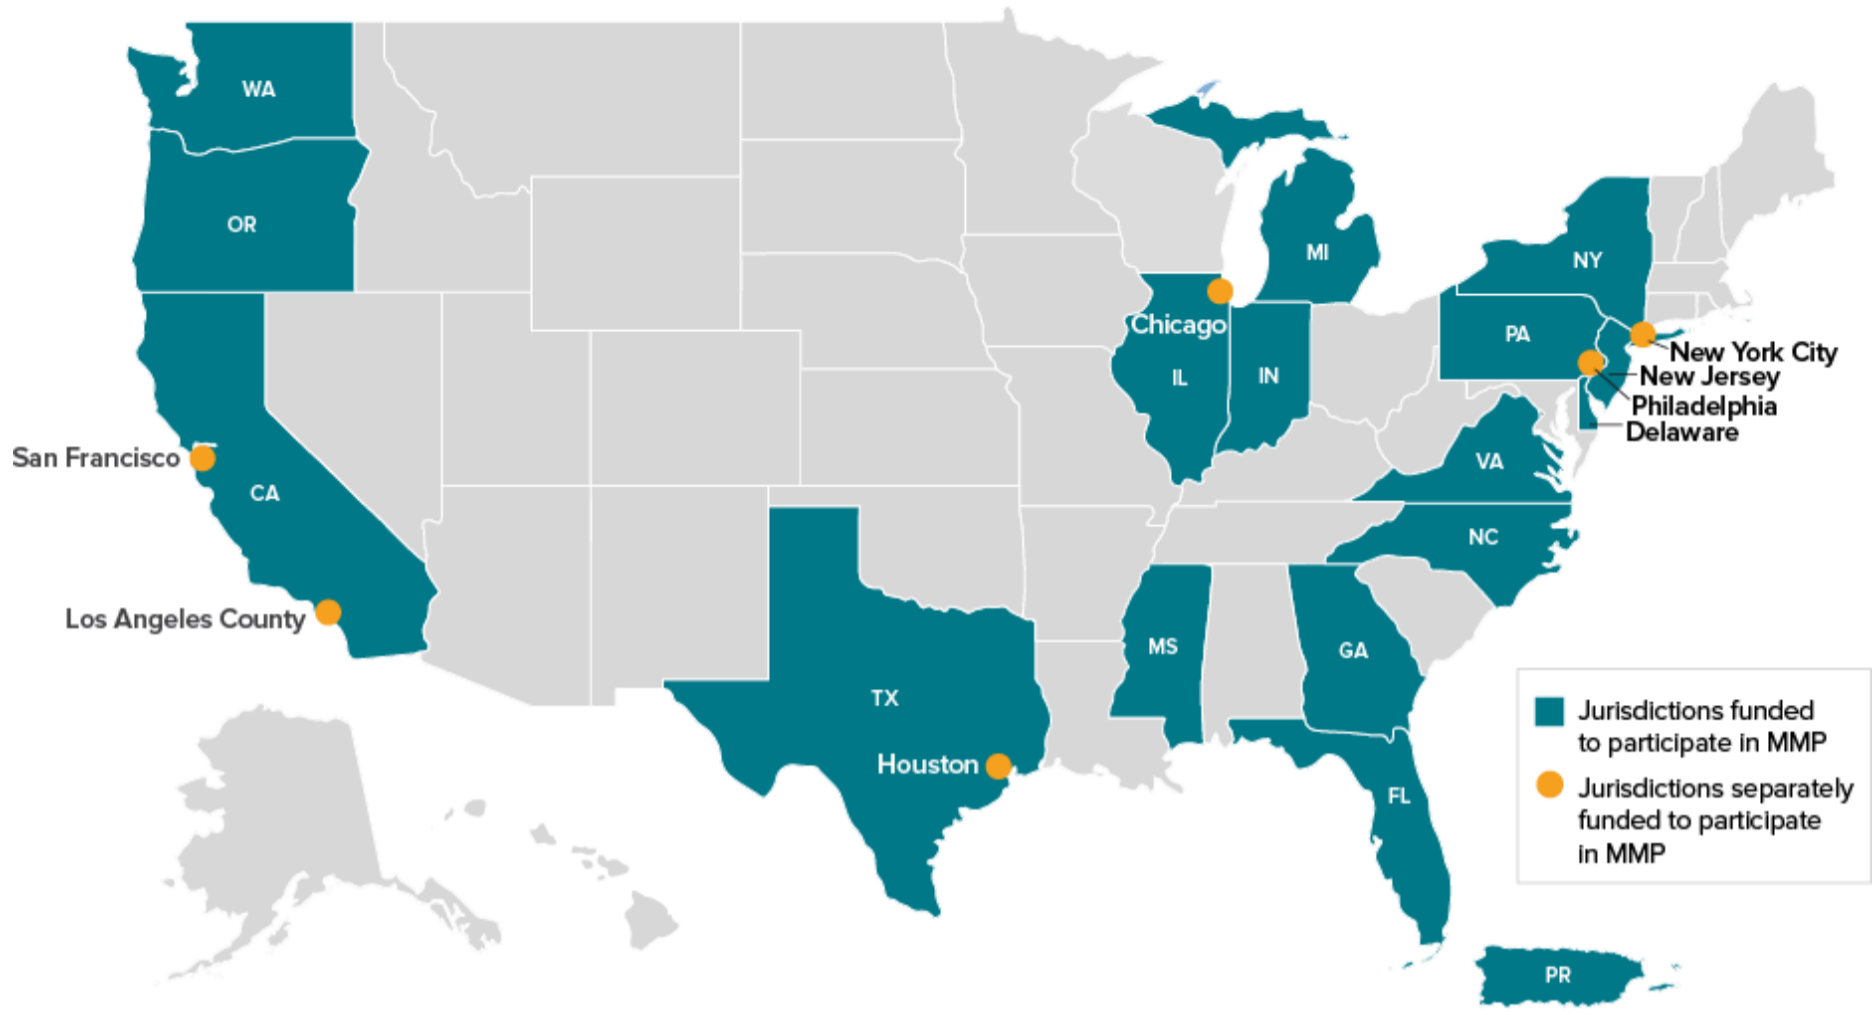 WA
OR
MI
NY
Chicago
PA
New York City
IL
IN
New Jersey
Philadelphia
Delaware
San Francisco
VA
CA
NC
Los Angeles County
MS
GA
TX
Houston
FL
PR
Jurisdictions funded
to participate in MMP
Jurisdictions separately
funded to participate
in MMP